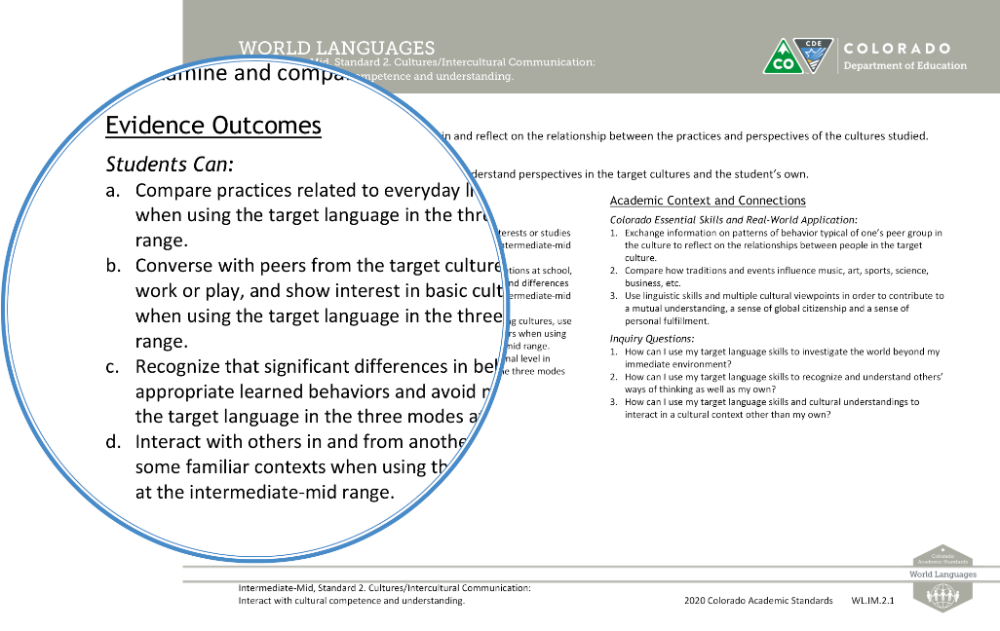 WORLD LANGUAGES
Mid, Standard 2. Cultures/Intercultural Communication:
competence and understanding.
CDE
CO
COLORADO
Department of Education
and compa
Evidence Outcomes
Students Can:
a. Compare practices related to everyday
when using the target language in the
range.
b. Converse with peers from the target culture
work or play, and show interest in basic cult
when using the target language in the three
range.
c. Recognize that significant differences in be
appropriate learned behaviors and avoid
the target language in the three modes
d. Interact with others in and from anothe
some familiar contexts when using th
at the intermediate-mid range.
in and reflect on the relationship between the practices and perspectives of the cultures studied.
derstand perspectives in the target cultures and the student's own.
terests or studies
ntermediate-mid
ations at school,
nd differences
ermediate-mid
ng cultures, use
rs when using
mid range.
nal level in
three modes
Academic Context and Connections
Colorado Essential Skills and Real-World Application:
1. Exchange information on patterns of behavior typical of one's peer group in
the culture to reflect on the relationships between people in the target
culture.
2. Compare how traditions and events influence music, art, sports, science,
business, etc.
3. Use linguistic skills and multiple cultural viewpoints in order to contribute to
a mutual understanding, a sense of global citizenship and a sense of
personal fulfillment.
Inquiry Questions:
1. How can I use my target language skills to investigate the world beyond my
immediate environment?
2. How can I use my target language skills to recognize and understand others'
ways of thinking as well as my own?
3. How can I use my target language skills and cultural understandings to
interact in a cultural context other than my own?
Intermediate-Mid, Standard 2. Cultures/Intercultural Communication:
Interact with cultural competence and understanding.
2020 Colorado Academic Standards WL.IM.2.1
Colorado
Academic Standards
World Languages